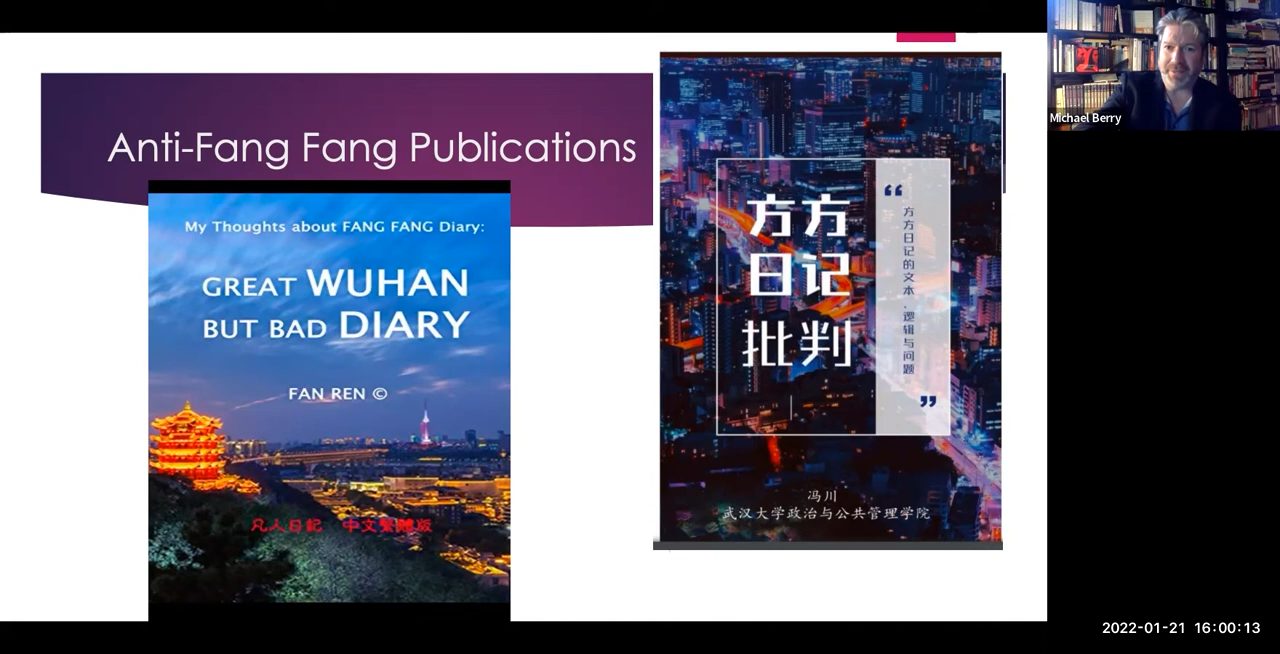 Anti-Fang Fang Publications
My Thoughts about FANG FANG Diary:
GREAT WUHAN
BUT BAD DIARY
FAN REN ©
凡人日記 中文繁體版
方方
日记
批判
“
方方日记的文本、逻辑与问题
”
冯川
武汉大学政治与公共管理学院
Michael Berry
2022-01-21 16:00:13